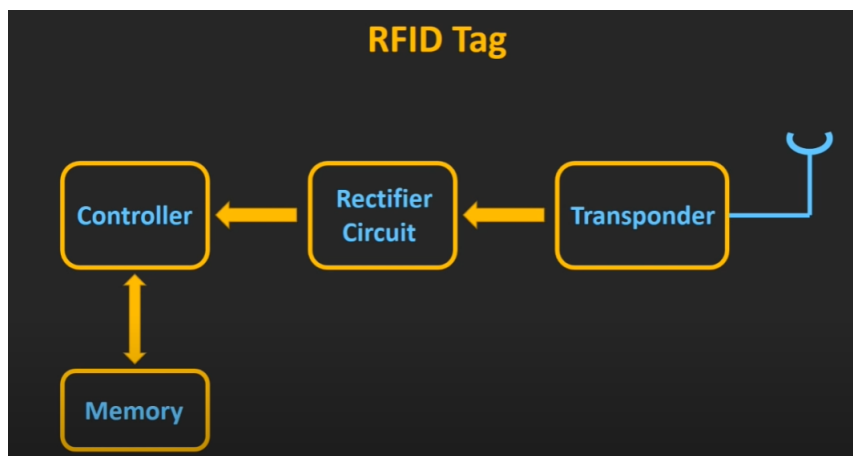 RFID Tag
Controller
Rectifier
Circuit
Transponder
Memory